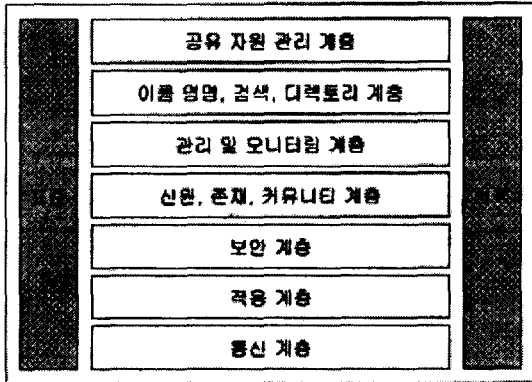 공유 자원 관리 계층
이름 명명, 검색, 디렉토리 계층
관리 및 모니터링 계층
신원, 존재, 커뮤니티 계층
보안 계층
적용 계층
통신 계층